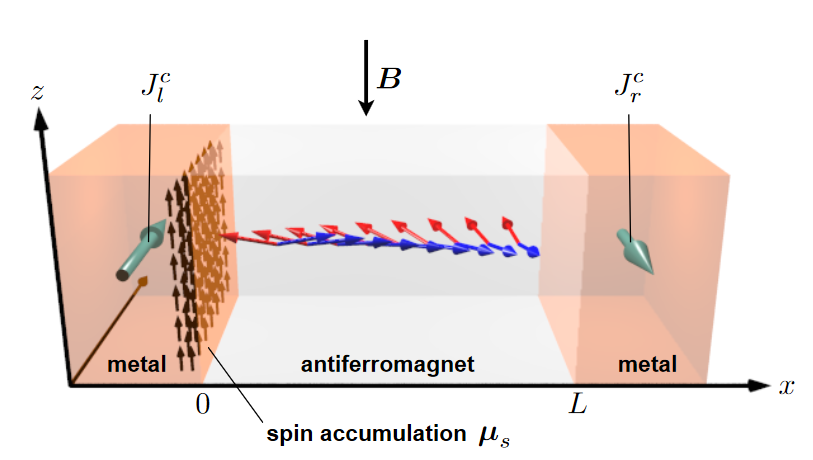 B
J_l^c
J_r^c
z
metal
antiferromagnet
metal
x
0
L
spin accumulation μ_s